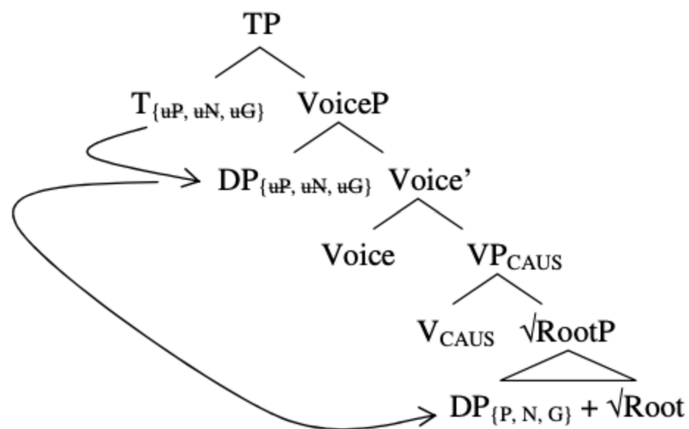 TP
T{uP, uN, uG} VoiceP
DP{uP, uN, uG} Voice’
Voice VPCAUS
VCAUS √RootP
DP{P, N, G} + √Root